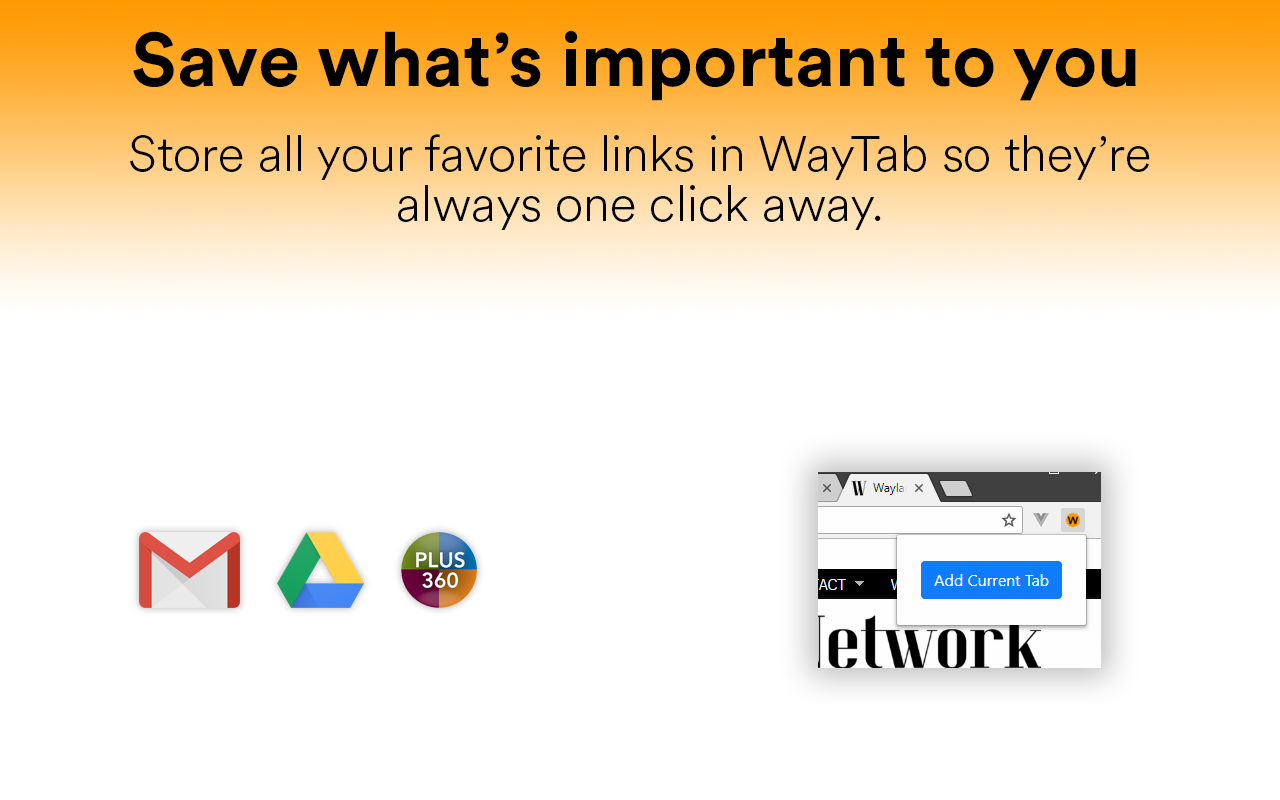 Save what’s important to you
Store all your favorite links in WayTab so they’re
always one click away.
PLUS
360
W Wayla
W
Add Current Tab
TACT
W
Network